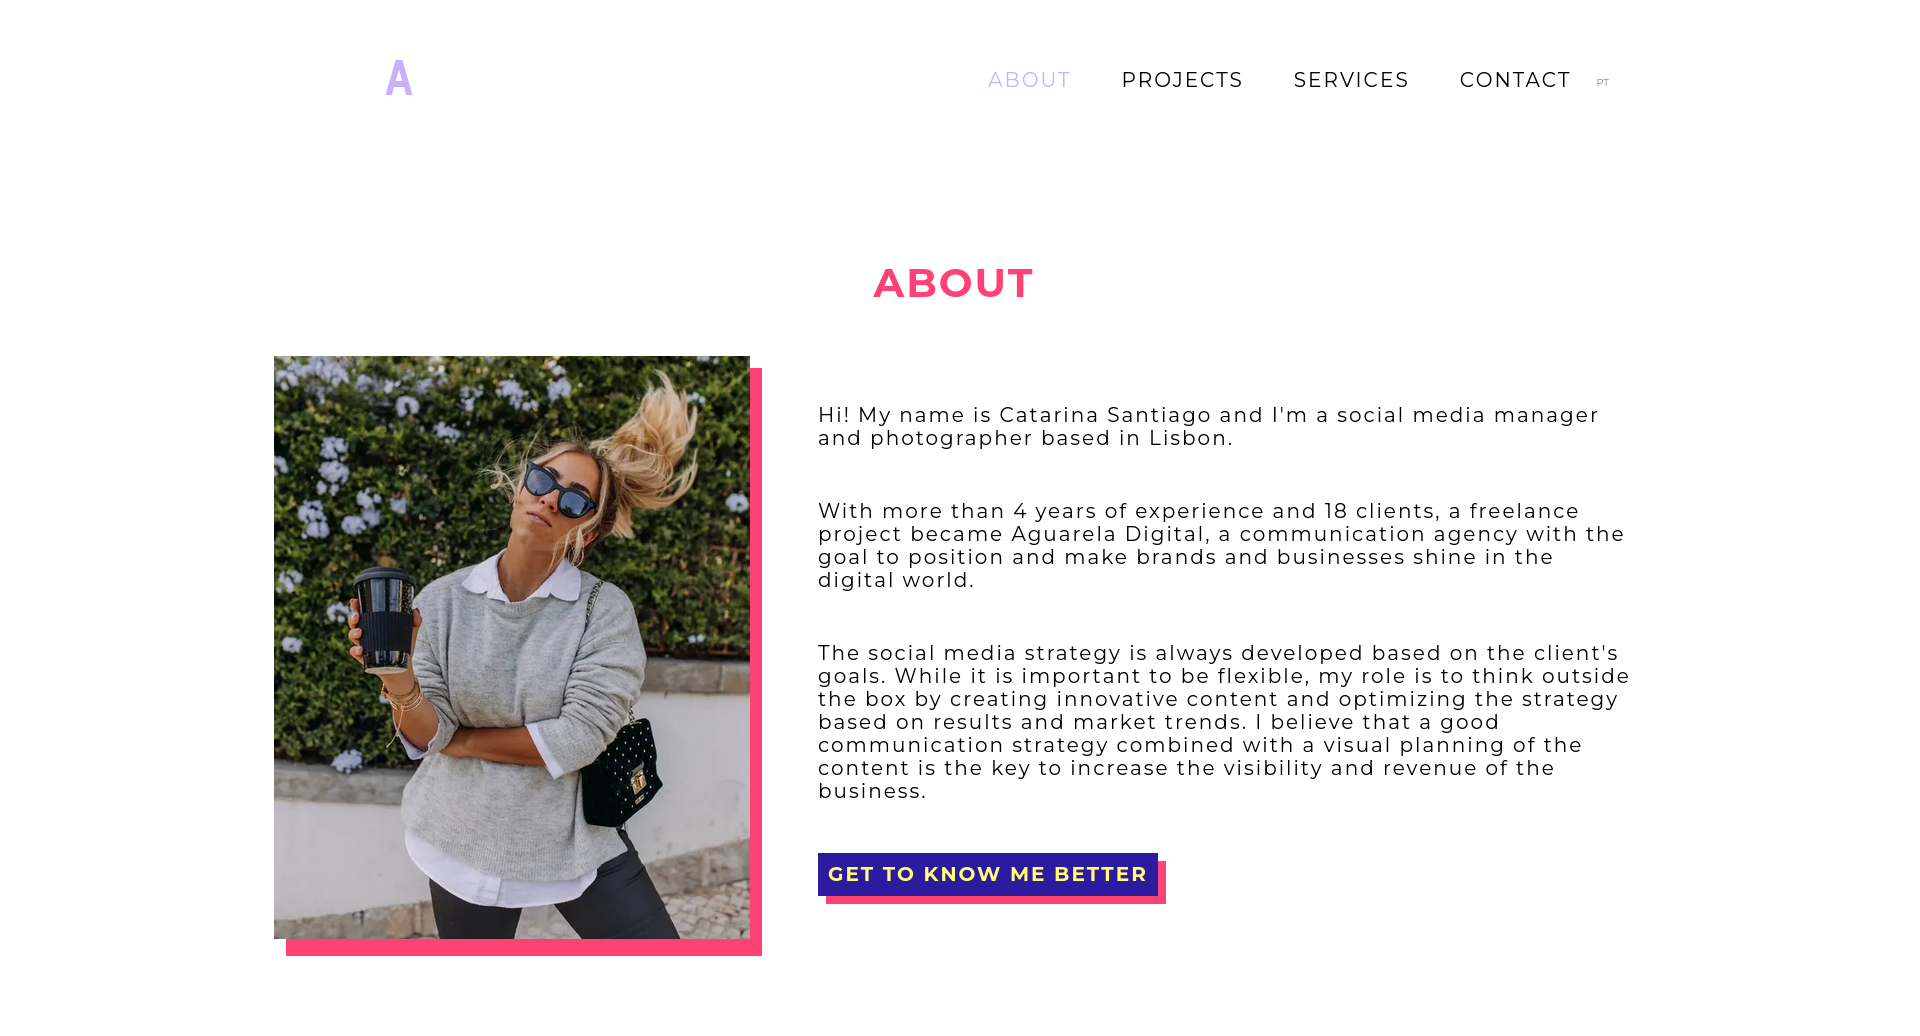 A
ABOUT
PROJECTS
SERVICES
CONTACT
PT
ABOUT
Hi! My name is Catarina Santiago and I'm a social media manager
and photographer based in Lisbon.
With more than 4 years of experience and 18 clients, a freelance
project became Aguarela Digital, a communication agency with the
goal to position and make brands and businesses shine in the
digital world.
The social media strategy is always developed based on the client's
goals. While it is important to be flexible, my role is to think outside
the box by creating innovative content and optimizing the strategy
based on results and market trends. I believe that a good
communication strategy combined with a visual planning of the
content is the key to increase the visibility and revenue of the
business.
GET TO KNOW ME BETTER